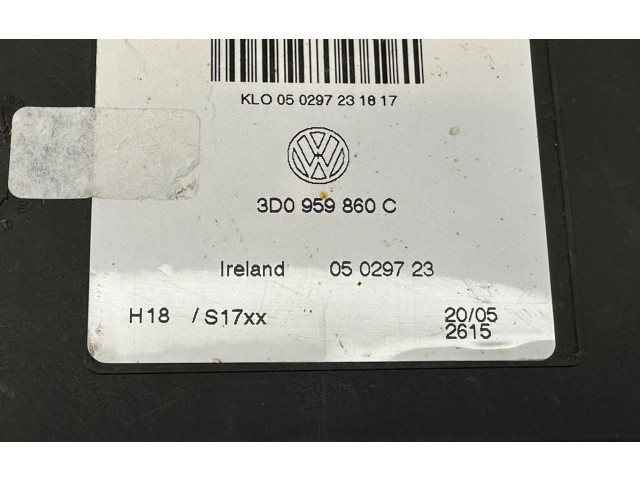 KLO 05 0297 23 18 17
3D0 959 860 C
Ireland 05 0297 23
H18 /S17xx 20/05
2615